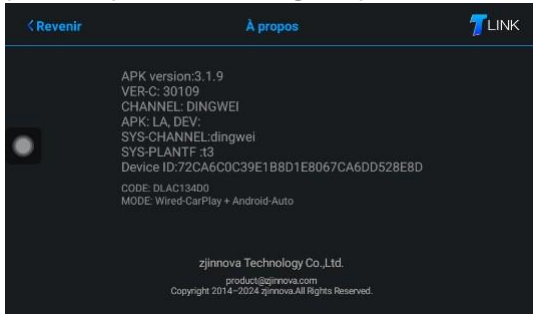 Revenir
À propos
TLINK
APK version:3.1.9
VER-C: 30109
CHANNEL: DINGWEI
APK: LA, DEV:
SYS-CHANNEL:dingwei
SYS-PLANTF :t3
Device ID:72CA6C0C39E1B8D1E8067CA6DD528E8D
CODE: DLAC134D0
MODE: Wired-CarPlay + Android-Auto
zjinnova Technology Co.,Ltd.
product@zjinnova.com
Copyright 2014–2024 zjinnova.All Rights Reserved.